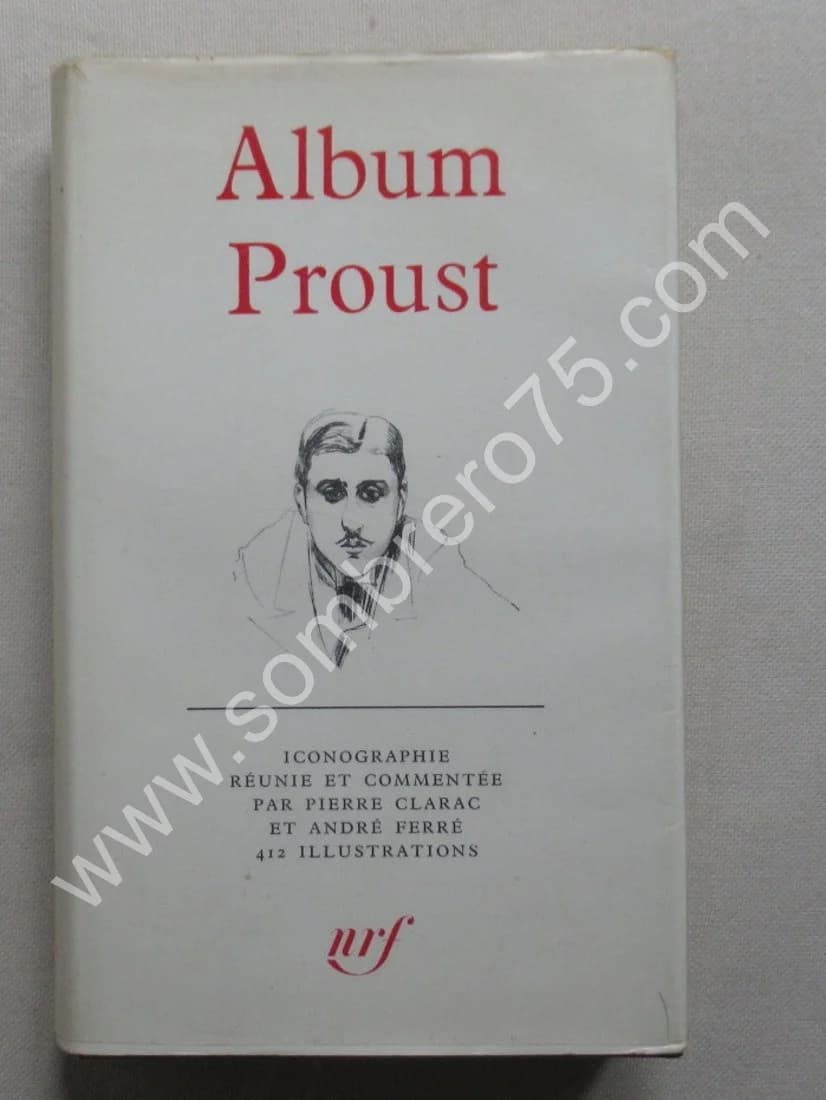 Album
Proust
ICONOGRAPHIE
RÉUNIE ET COMMENTÉE
PAR PIERRE CLARAC
ET ANDRÉ FERRÉ
412 ILLUSTRATIONS
nrf
www.sombrero75.com